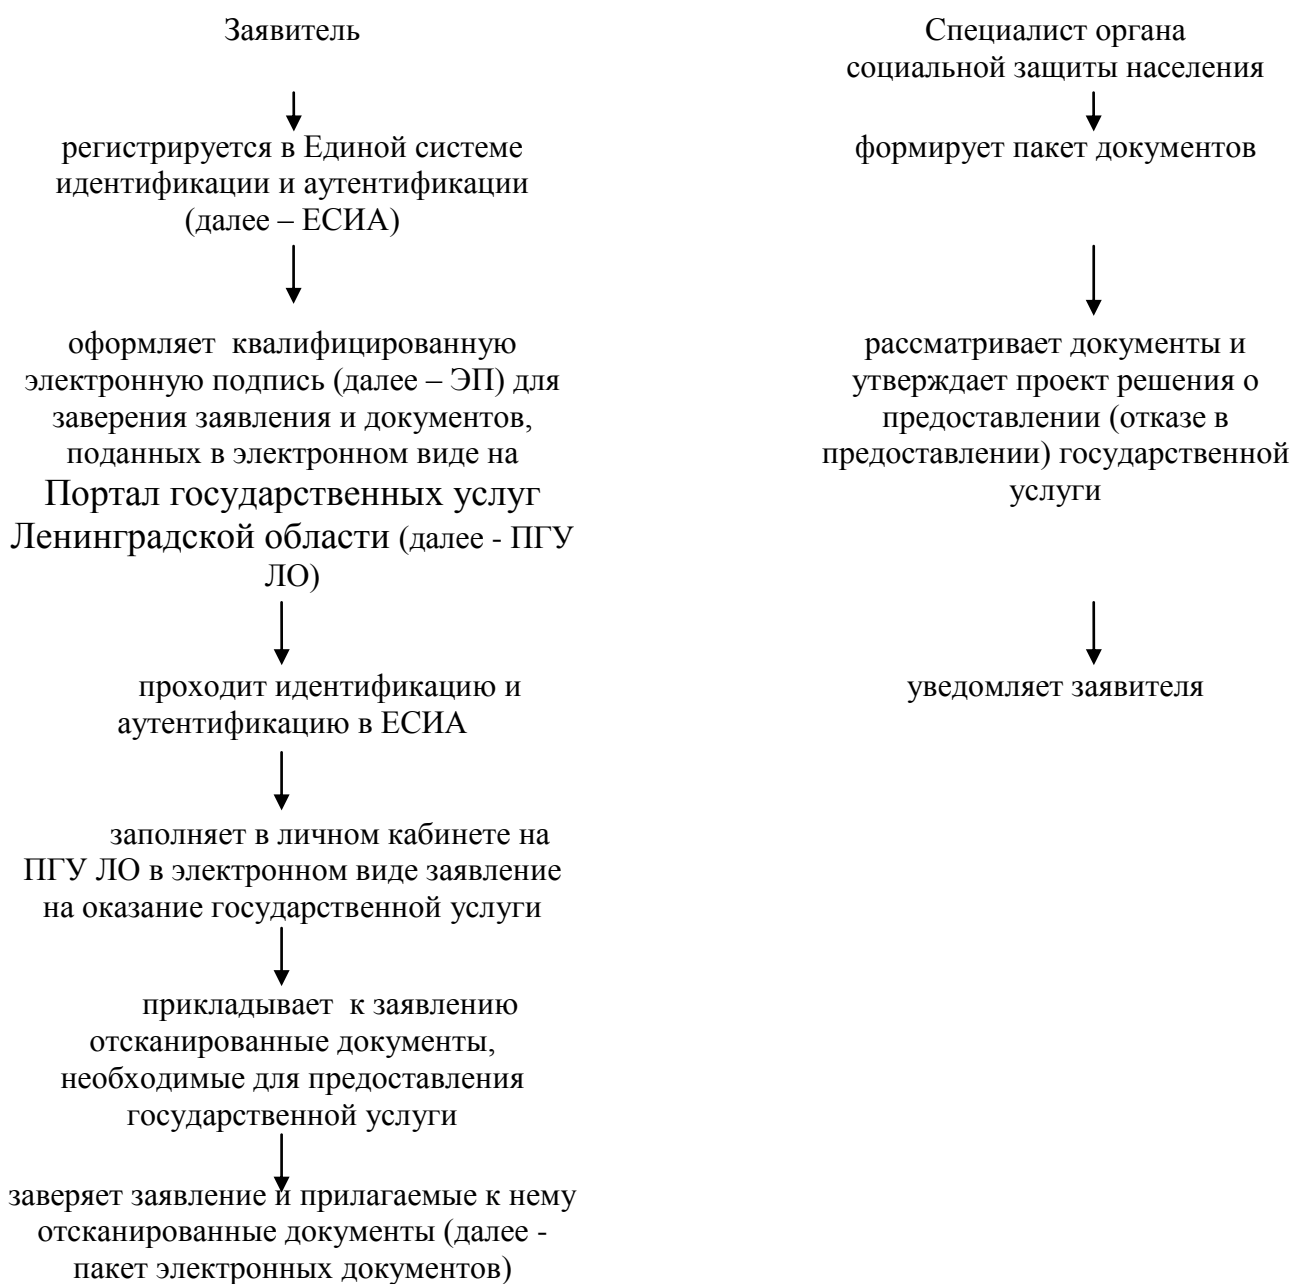 Заявитель
регистрируется в Единой системе
идентификации и аутентификации
(далее – ЕСИА)
оформляет  квалифицированную
электронную подпись (далее – ЭП) для
заверения заявления и документов,
поданных в электронном виде на
Портал государственных услуг
Ленинградской области (далее - ПГУ
ЛО)
проходит идентификацию и
аутентификацию в ЕСИА
заполняет в личном кабинете на
ПГУ ЛО в электронном виде заявление
на оказание государственной услуги
прикладывает  к заявлению
отсканированные документы,
необходимые для предоставления
государственной услуги
заверяет заявление и прилагаемые к нему
отсканированные документы (далее -
пакет электронных документов)
Специалист органа
социальной защиты населения
формирует пакет документов
рассматривает документы и
утверждает проект решения о
предоставлении (отказе в
предоставлении) государственной
услуги
уведомляет заявителя